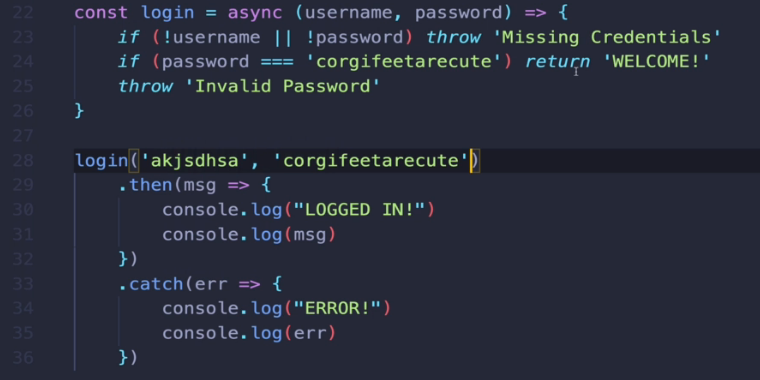 22 const login = async (username, password) => {
23 if (!username || !password) throw 'Missing Credentials'
24 if (password === 'corgifeetarecute') return 'WELCOME!'
25 throw 'Invalid Password'
26 }
27
28 login('akjsdhsa', 'corgifeetarecute')
29 .then(msg => {
30 console.log("LOGGED IN!")
31 console.log(msg)
32 })
33 .catch(err => {
34 console.log("ERROR!")
35 console.log(err)
36 })